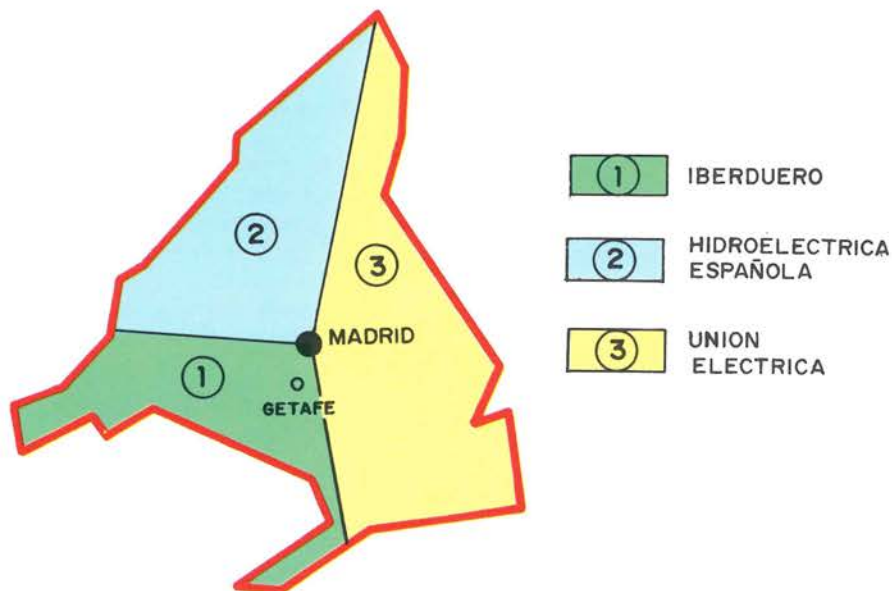 2
3
MADRID
1
GETAFE
1 IBERDUERO
2 HIDROELECTRICA
ESPAÑOLA
3 UNION
ELECTRICA